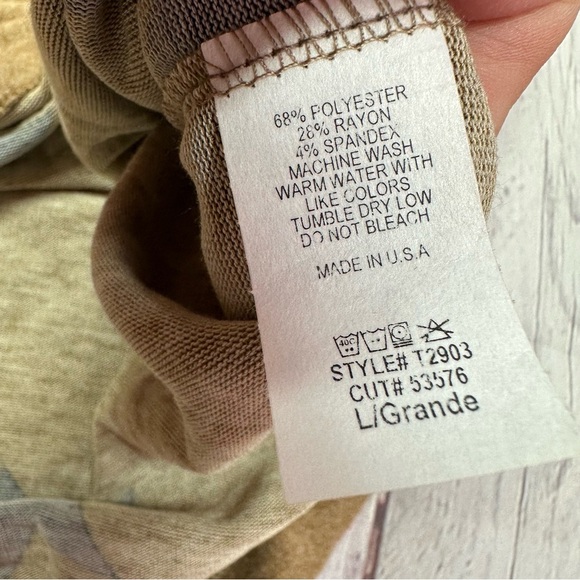 68% POLYESTER
28% RAYON
4% SPANDEX
MACHINE WASH
WARM WATER WITH
LIKE COLORS
TUMBLE DRY LOW
DO NOT BLEACH
MADE IN U.S.A
40C
STYLE# T2903
CUT# 53576
L/Grande